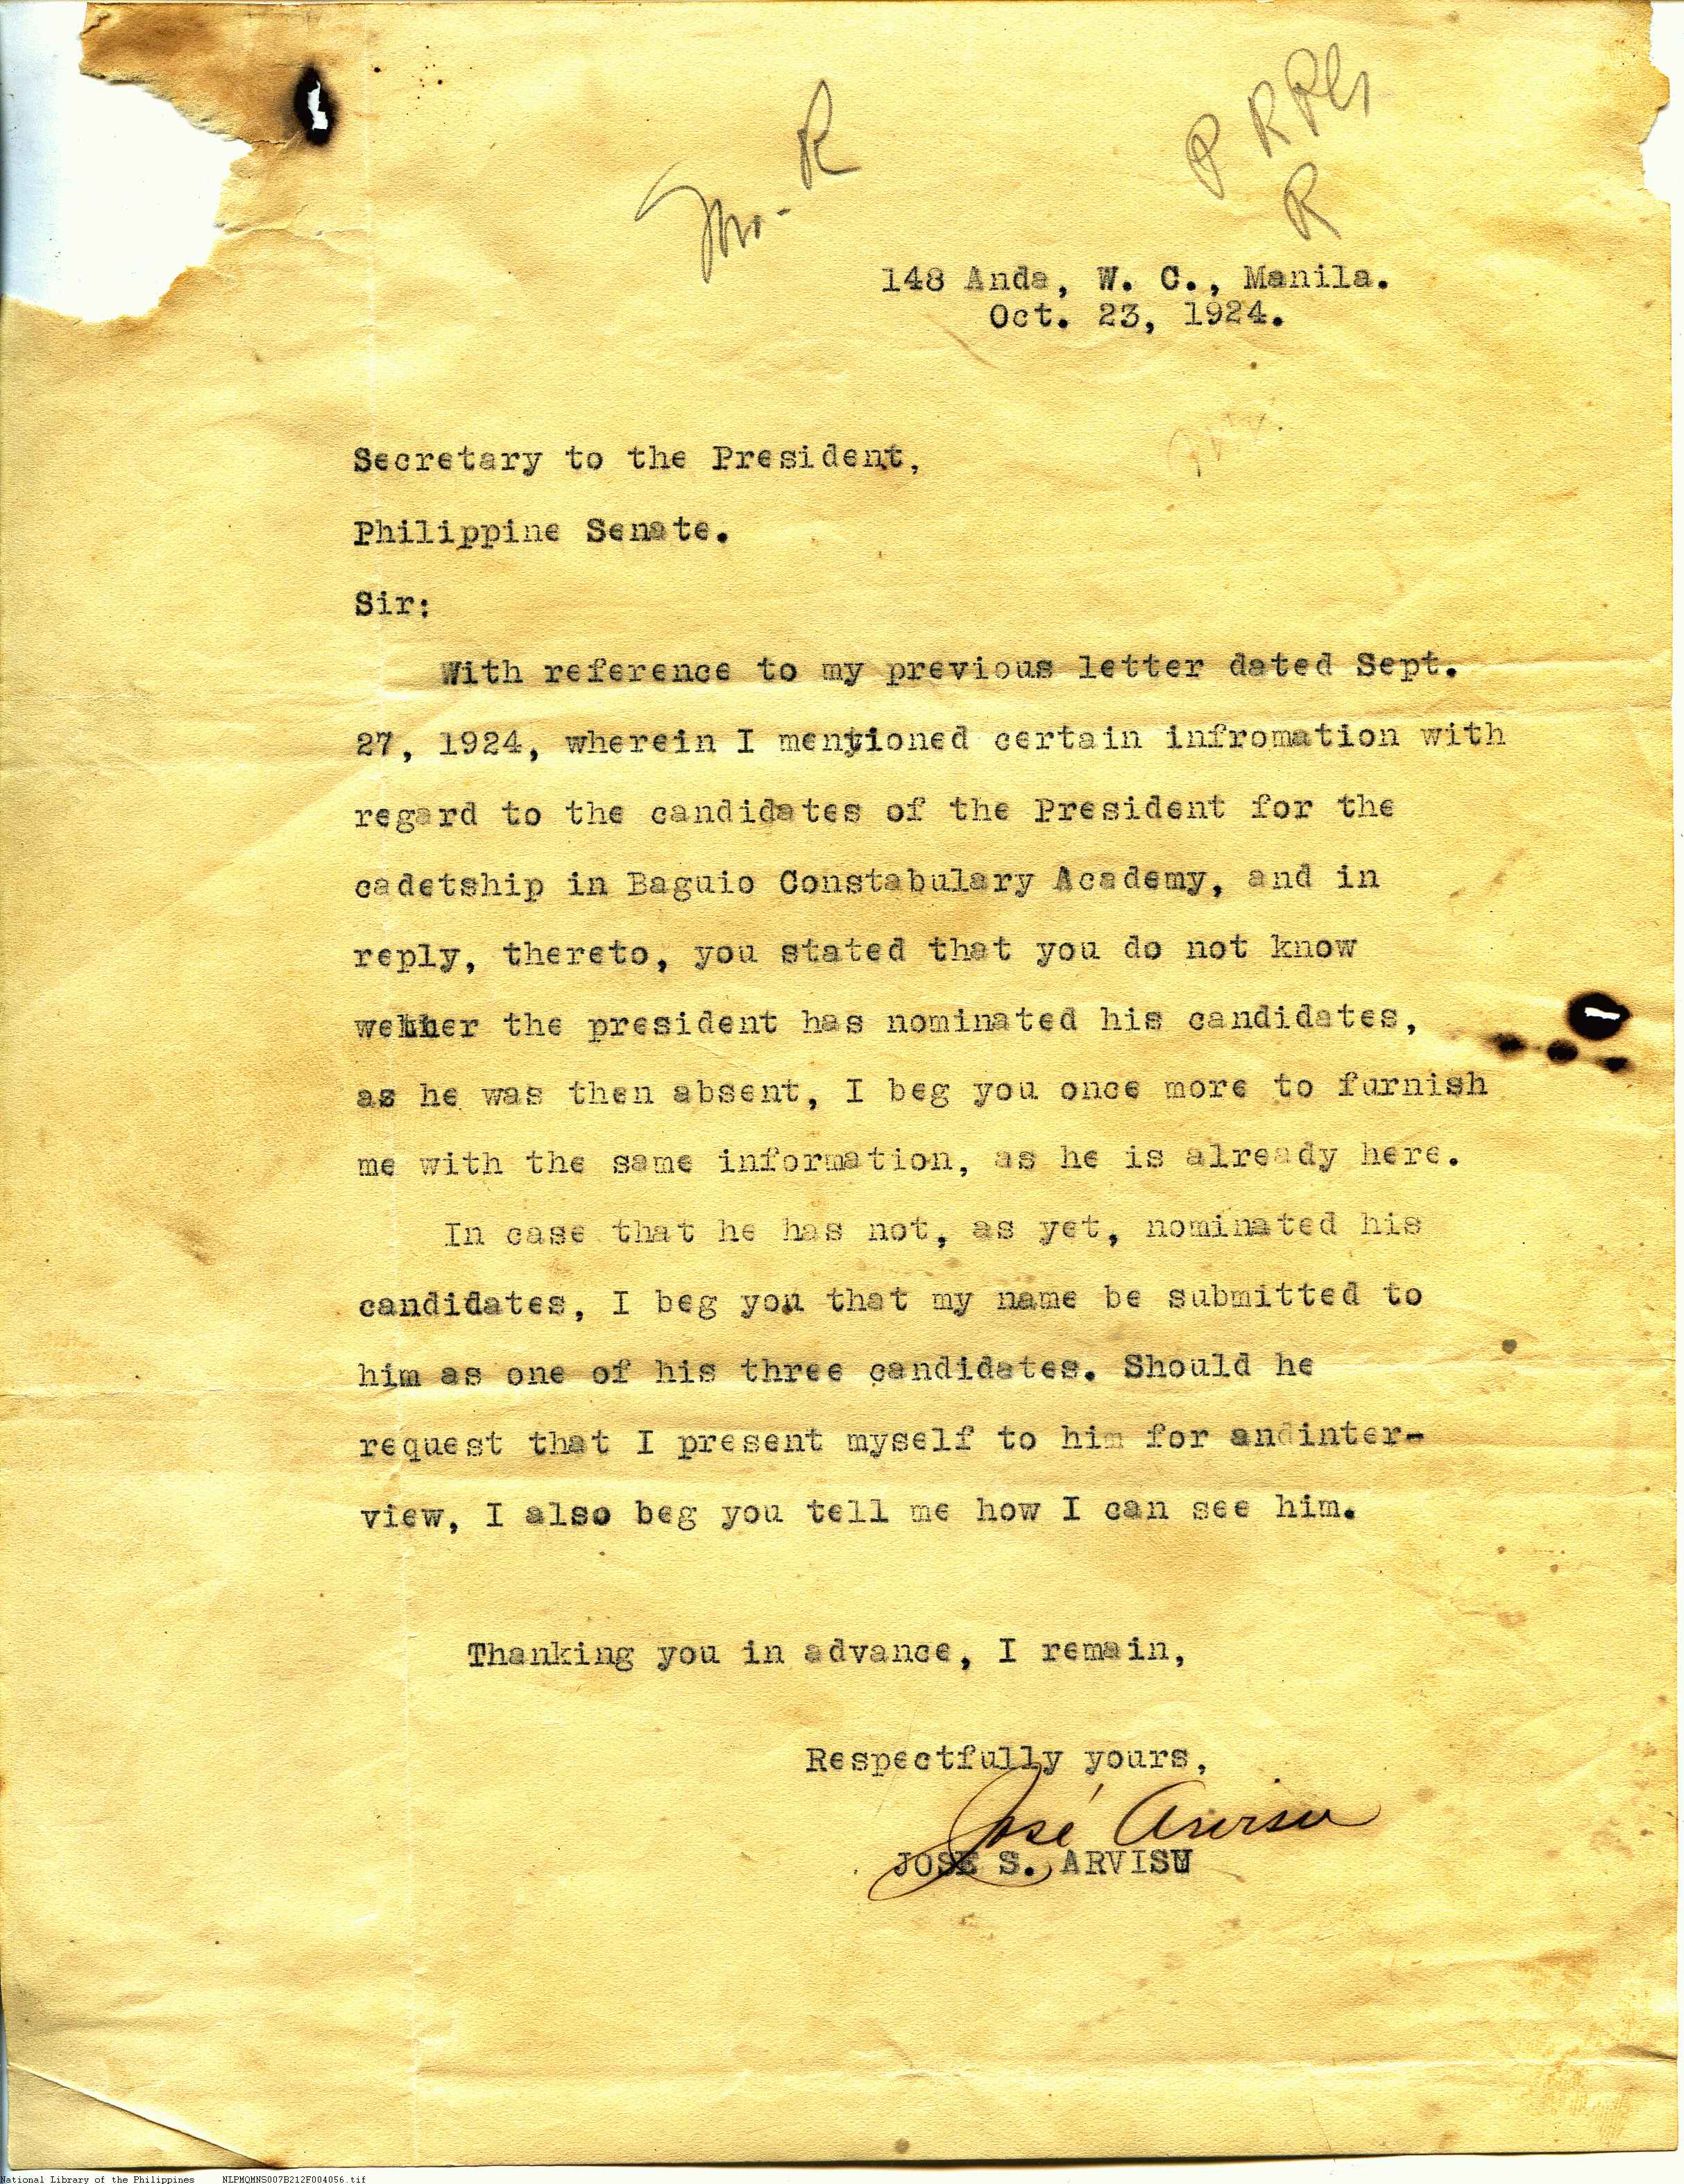 Mr. R
P R
R
148 Anda, W. C., Manila.
Oct. 23, 1924.
Secretary to the President,
Philippine Senate.
Sir:
With reference to my previous letter dated Sept.
27, 1924, wherein I mentioned certain infromation with
regard to the candidates of the President for the
cadetship in Baguio Constabulary Academy, and in
reply, thereto, you stated that you do not know
wehher the president has nominated his candidates,
as he was then absent, I beg you once more to furnish
me with the same information, as he is already here.
In case that he has not, as yet, nominated his
candidates, I beg you that my name be submitted to
him as one of his three candidates. Should he
request that I present myself to him for an inter-
view, I also beg you tell me how I can see him.
Thanking you in advance, I remain,
Respectfully yours,
José Arvisu
JOSE S. ARVISU
National Library of the Philippines NLPMQMNS007B212F004056.tif